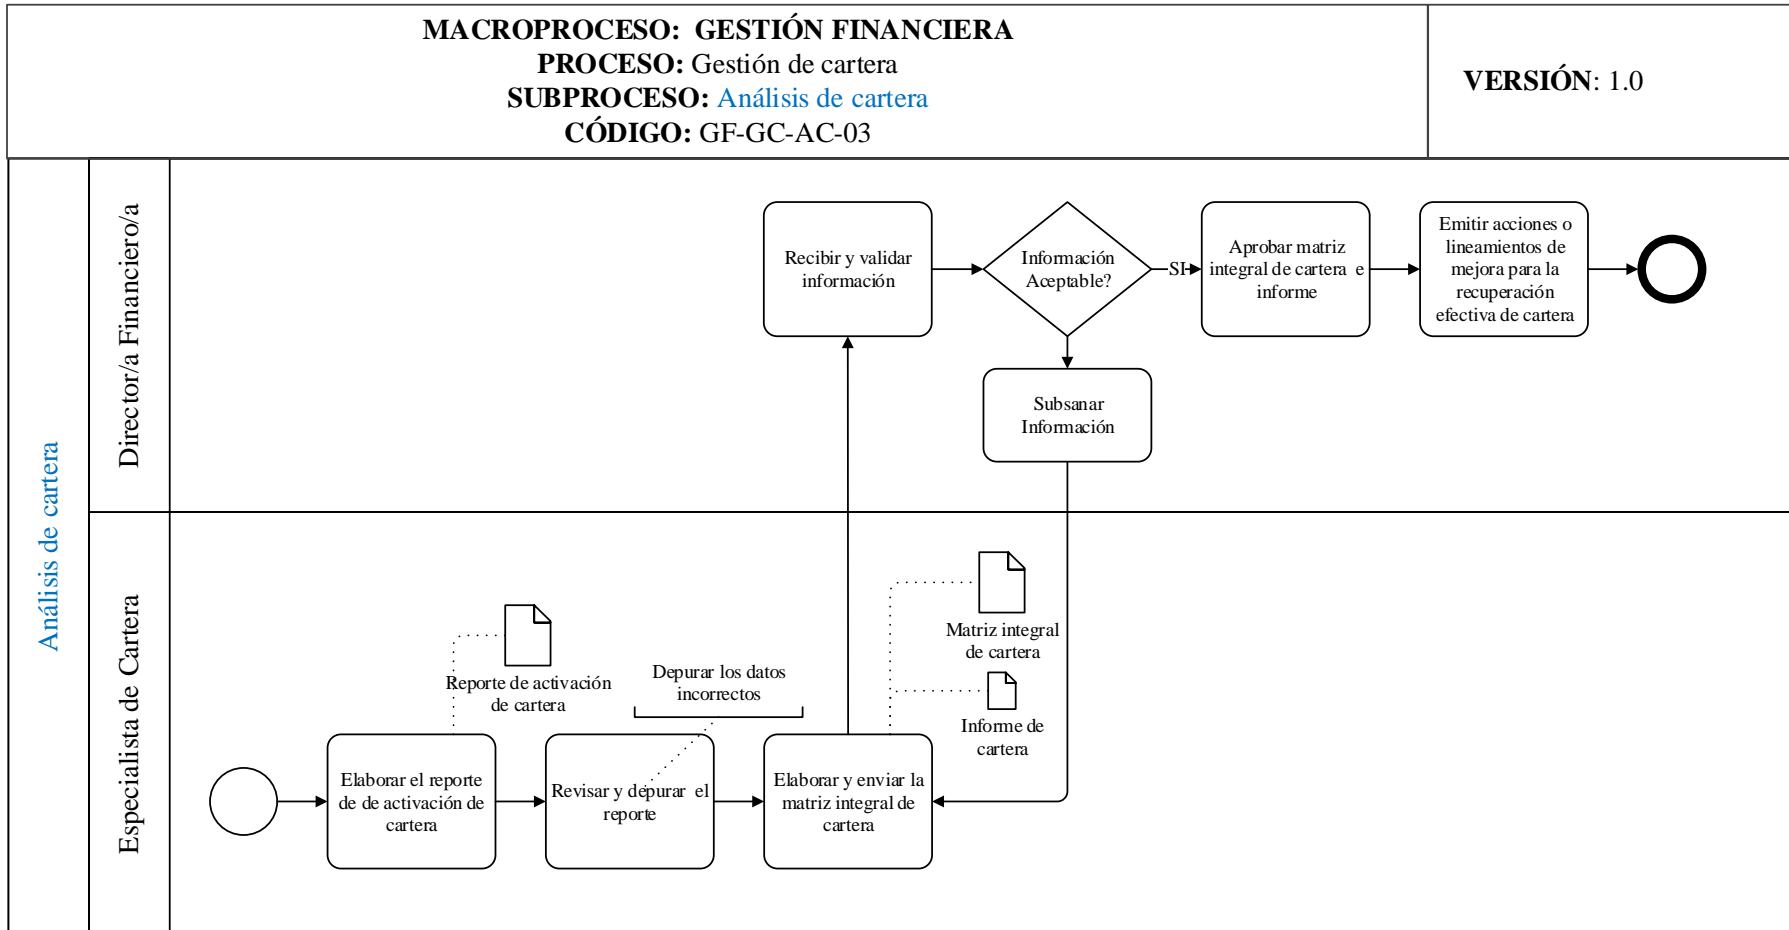 MACROPROCESO: GESTIÓN FINANCIERA
PROCESO: Gestión de cartera
SUBPROCESO: Análisis de cartera
CÓDIGO: GF-GC-AC-03
VERSIÓN: 1.0
Análisis de cartera
Director/a Financiero/a
Recibir y validar
información
Información
Aceptable?
SI
Aprobar matriz
integral de cartera e
informe
Emitir acciones o
lineamientos de
mejora para la
recuperación
efectiva de cartera
Subsanar
Información
Especialista de Cartera
Matriz integral
de cartera
Reporte de activación
de cartera
Depurar los datos
incorrectos
Informe de
cartera
Elaborar el reporte
de de activación de
cartera
Revisar y depurar el
reporte
Elaborar y enviar la
matriz integral de
cartera